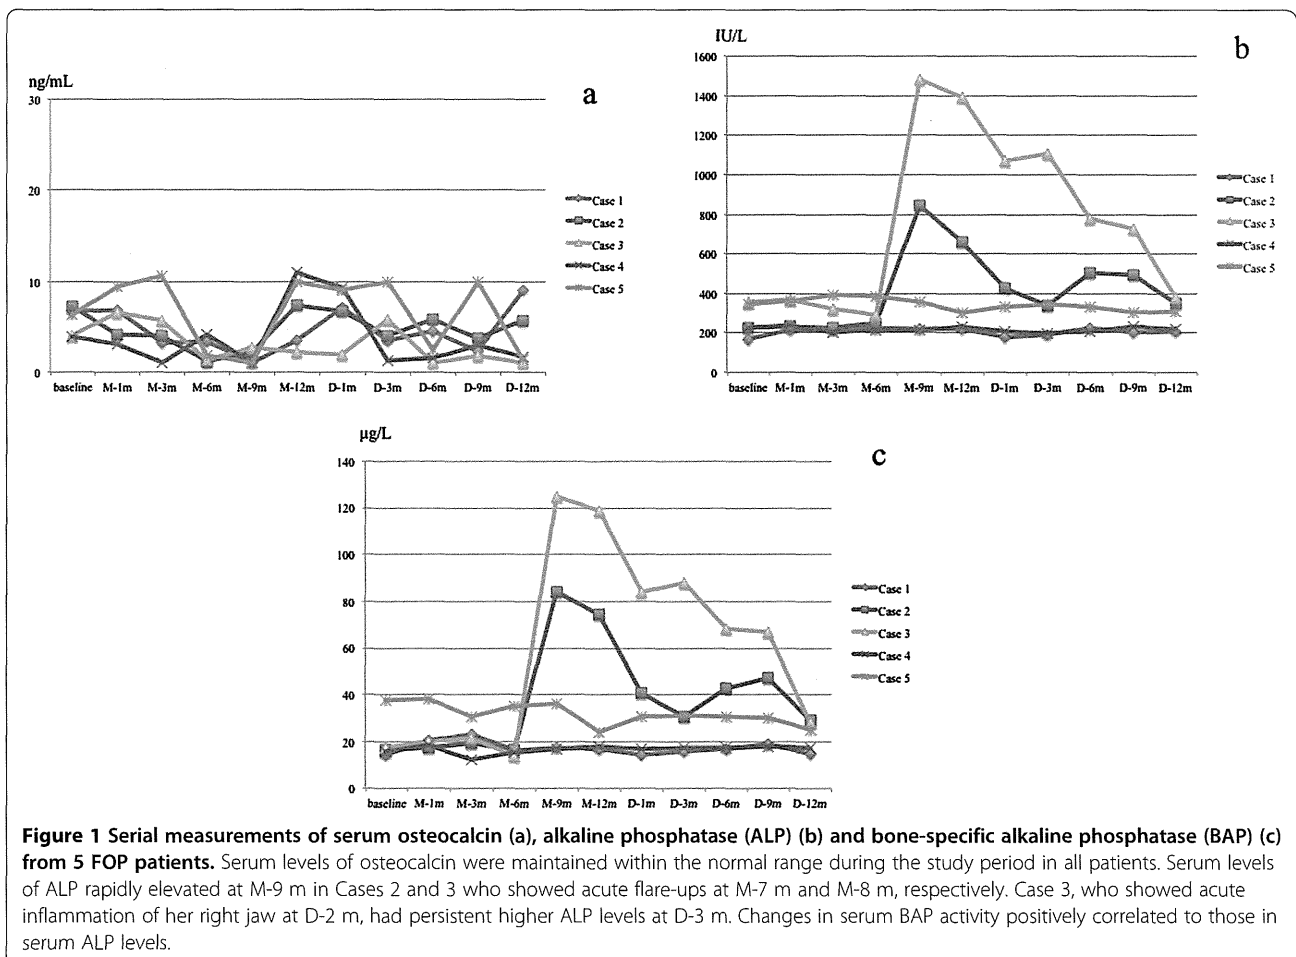 ng/mL
a
30
20
10
0
baseline M-1m M-3m M-6m M-9m M-12m D-1m D-3m D-6m D-9m D-12m
Case 1
Case 2
Case 3
Case 4
Case 5
IU/L
b
1600
1400
1200
1000
800
600
400
200
0
baseline M-1m M-3m M-6m M-9m M-12m D-1m D-3m D-6m D-9m D-12m
Case 1
Case 2
Case 3
Case 4
Case 5
µg/L
c
140
120
100
80
60
40
20
0
baseline M-1m M-3m M-6m M-9m M-12m D-1m D-3m D-6m D-9m D-12m
Case 1
Case 2
Case 3
Case 4
Case 5
Figure 1 Serial measurements of serum osteocalcin (a), alkaline phosphatase (ALP) (b) and bone-specific alkaline phosphatase (BAP) (c)
from 5 FOP patients. Serum levels of osteocalcin were maintained within the normal range during the study period in all patients. Serum levels
of ALP rapidly elevated at M-9 m in Cases 2 and 3 who showed acute flare-ups at M-7 m and M-8 m, respectively. Case 3, who showed acute
inflammation of her right jaw at D-2 m, had persistent higher ALP levels at D-3 m. Changes in serum BAP activity positively correlated to those in
serum ALP levels.